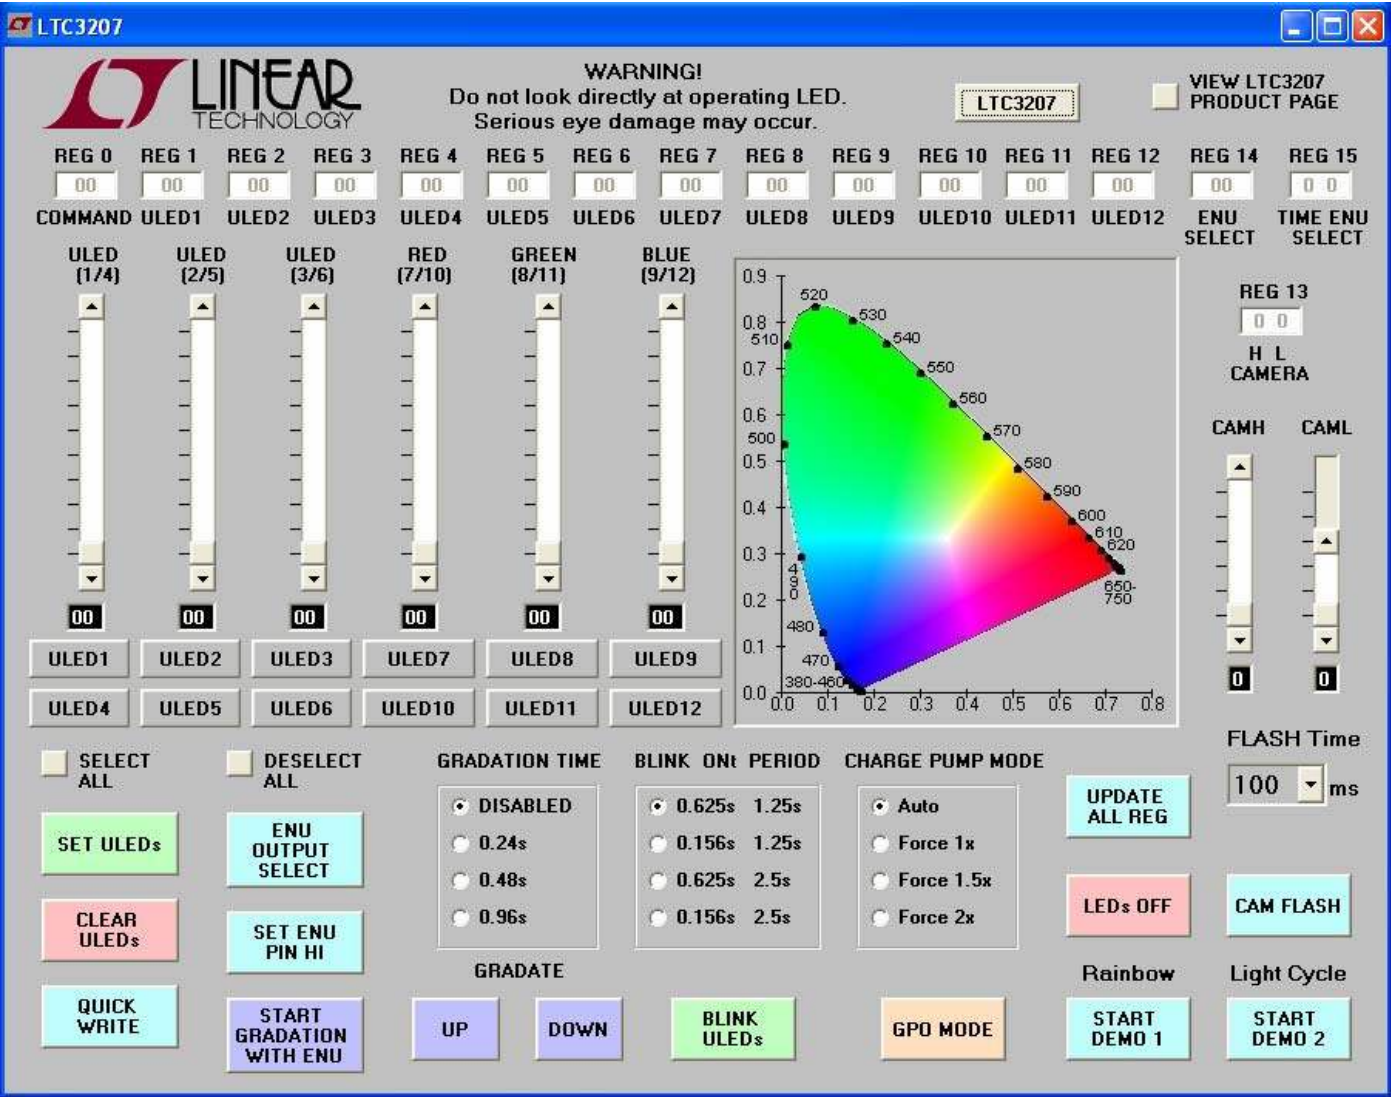 LTC3207
LINEAR
TECHNOLOGY
WARNING!
Do not look directly at operating LED.
Serious eye damage may occur.
LTC3207
VIEW LTC3207
PRODUCT PAGE
REG 0 REG 1 REG 2 REG 3 REG 4 REG 5 REG 6 REG 7 REG 8 REG 9 REG 10 REG 11 REG 12 REG 14 REG 15
00 00 00 00 00 00 00 00 00 00 00 00 00 00 0 0
COMMAND ULED1 ULED2 ULED3 ULED4 ULED5 ULED6 ULED7 ULED8 ULED9 ULED10 ULED11 ULED12 ENU TIME ENU
SELECT SELECT
ULED ULED ULED RED GREEN BLUE
(1/4) (2/5) (3/6) (7/10) (8/11) (9/12)
00 00 00 00 00 00
ULED1 ULED2 ULED3 ULED7 ULED8 ULED9
ULED4 ULED5 ULED6 ULED10 ULED11 ULED12
0.9
0.8
0.7
0.6
0.5
0.4
0.3
0.2
0.1
0.0
520
530
510
540
550
560
500
570
580
590
600
610
620
490
650-
750
480
470
380-460
0.0 0.1 0.2 0.3 0.4 0.5 0.6 0.7 0.8
REG 13
0 0
H L
CAMERA
CAMH CAML
0 0
FLASH Time
100 ms
SELECT
ALL
DESELECT
ALL
GRADATION TIME
DISABLED
0.24s
0.48s
0.96s
BLINK ONt PERIOD
0.625s 1.25s
0.156s 1.25s
0.625s 2.5s
0.156s 2.5s
CHARGE PUMP MODE
Auto
Force 1x
Force 1.5x
Force 2x
UPDATE
ALL REG
SET ULEDs
ENU
OUTPUT
SELECT
LEDs OFF
CAM FLASH
CLEAR
ULEDs
SET ENU
PIN HI
GRADATE
Rainbow
Light Cycle
QUICK
WRITE
START
GRADATION
WITH ENU
UP
DOWN
BLINK
ULEDs
GPO MODE
START
DEMO 1
START
DEMO 2